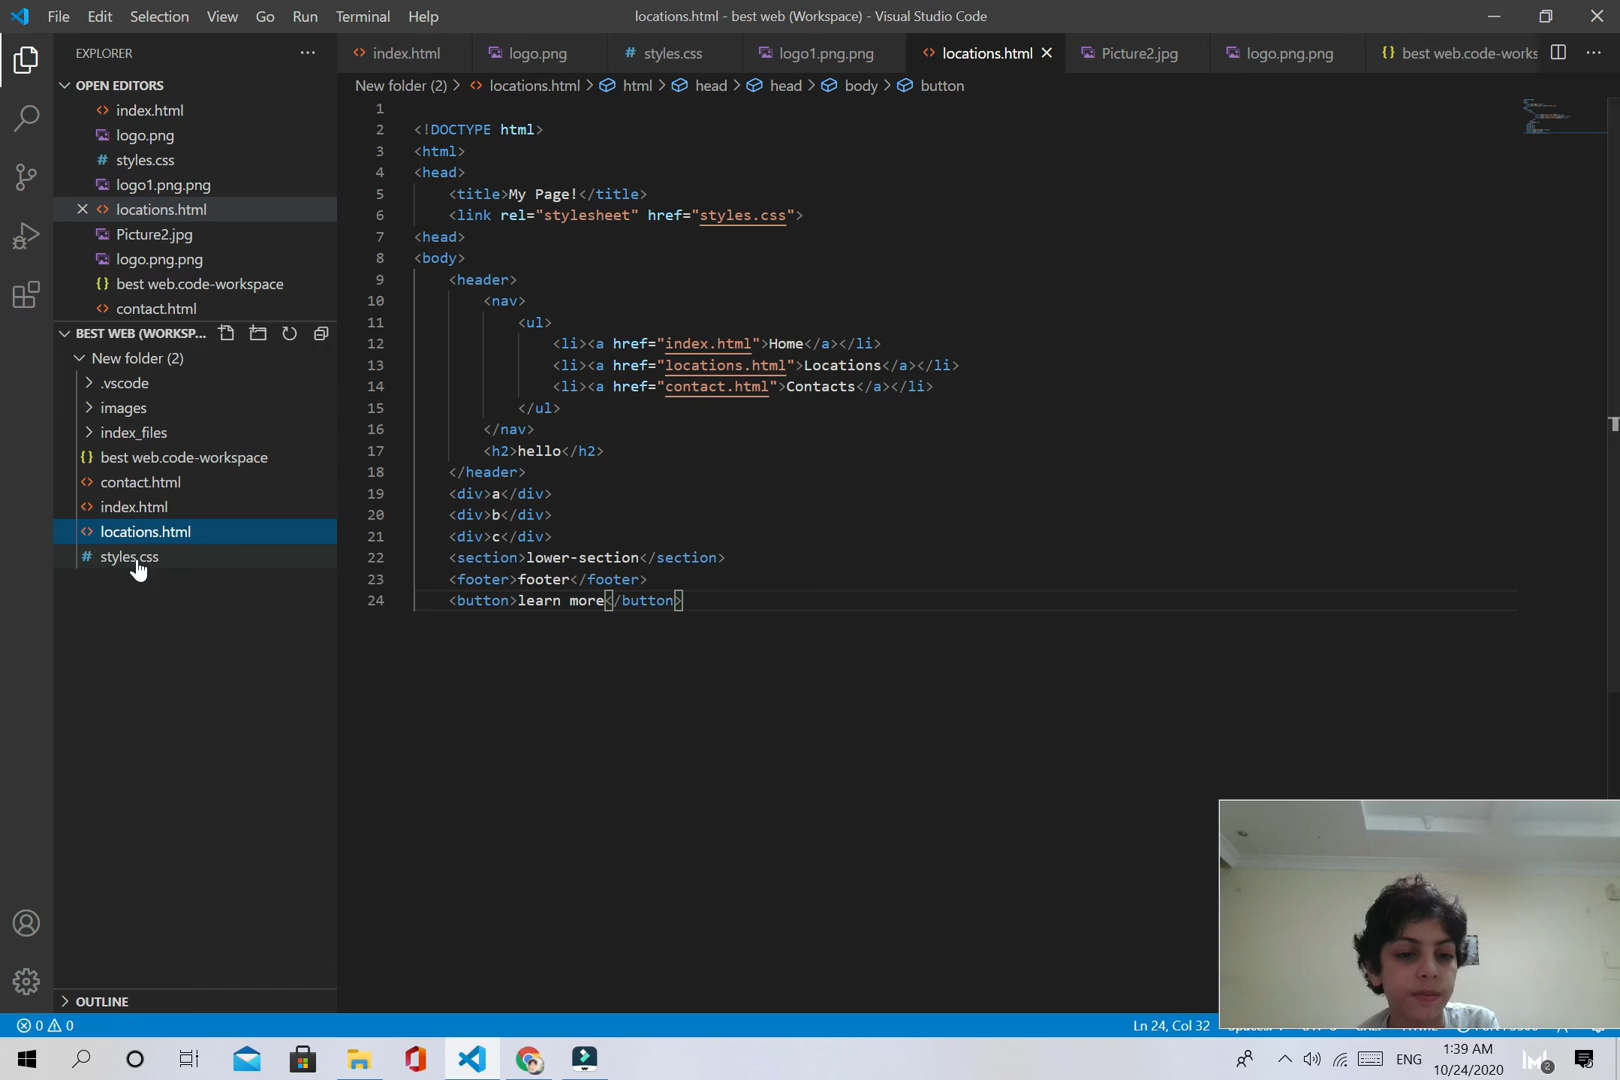 File Edit Selection View Go Run Terminal Help
locations.html - best web (Workspace) - Visual Studio Code
EXPLORER
OPEN EDITORS
index.html
logo.png
styles.css
logo1.png.png
locations.html
Picture2.jpg
logo.png.png
best web.code-workspace
contact.html
BEST WEB (WORKSP...
New folder (2)
.vscode
images
index_files
best web.code-workspace
contact.html
index.html
locations.html
styles.css
OUTLINE
index.html logo.png styles.css logo1.png.png locations.html Picture2.jpg logo.png.png best web.code-works
New folder (2) > locations.html > html > head > head > body > button
1
2 <!DOCTYPE html>
3 <html>
4 <head>
5 <title>My Page!</title>
6 <link rel="stylesheet" href="styles.css">
7 <head>
8 <body>
9 <header>
10 <nav>
11 <ul>
12 <li><a href="index.html">Home</a></li>
13 <li><a href="locations.html">Locations</a></li>
14 <li><a href="contact.html">Contacts</a></li>
15 </ul>
16 </nav>
17 <h2>hello</h2>
18 </header>
19 <div>a</div>
20 <div>b</div>
21 <div>c</div>
22 <section>lower-section</section>
23 <footer>footer</footer>
24 <button>learn more</button>
0 0
Ln 24, Col 32
ENG
1:39 AM
10/24/2020
2